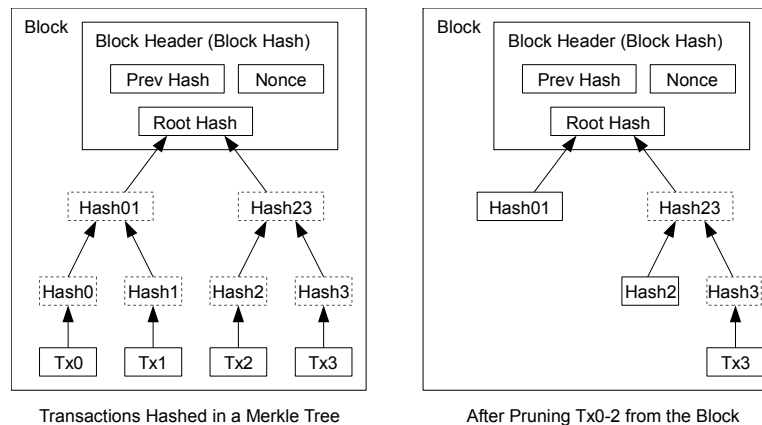 Block
Block Header (Block Hash)
Prev Hash
Nonce
Root Hash
Hash01
Hash23
Hash0
Hash1
Hash2
Hash3
Tx0
Tx1
Tx2
Tx3
Transactions Hashed in a Merkle Tree
Block
Block Header (Block Hash)
Prev Hash
Nonce
Root Hash
Hash01
Hash23
Hash2
Hash3
Tx3
After Pruning Tx0-2 from the Block